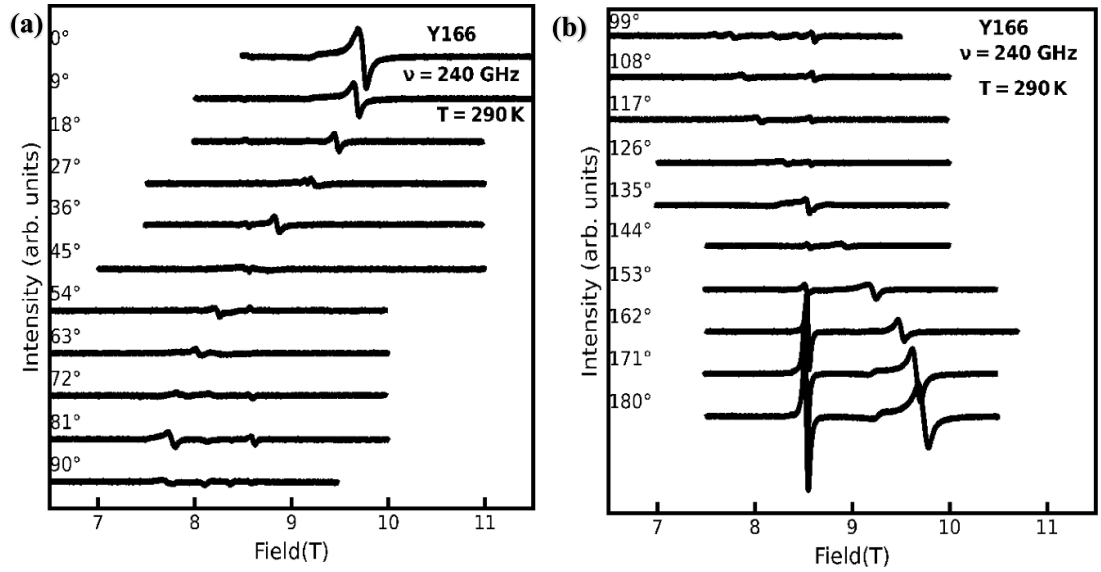 (a)
Y166
ν = 240 GHz
T = 290 K
0°
9°
18°
27°
36°
45°
54°
63°
72°
81°
90°
Intensity (arb. units)
7 8 9 10 11
Field(T)
(b)
Y166
ν = 240 GHz
T = 290 K
99°
108°
117°
126°
135°
144°
153°
162°
171°
180°
Intensity (arb. units)
7 8 9 10 11
Field(T)